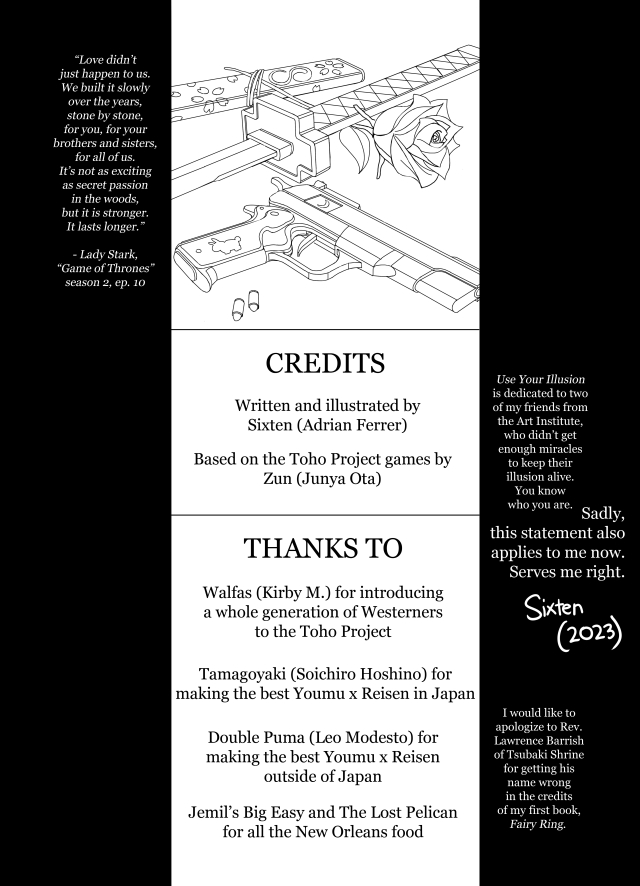 “Love didn’t
just happen to us.
We built it slowly
over the years,
stone by stone,
for you, for your
brothers and sisters,
for all of us.
It’s not as exciting
as secret passion
in the woods,
but it is stronger.
It lasts longer.”
- Lady Stark,
“Game of Thrones”
season 2, ep. 10
CREDITS
Written and illustrated by
Sixten (Adrian Ferrer)
Based on the Toho Project games by
Zun (Junya Ota)
THANKS TO
Walfas (Kirby M.) for introducing
a whole generation of Westerners
to the Toho Project
Tamagoyaki (Soichiro Hoshino) for
making the best Youmu x Reisen in Japan
Double Puma (Leo Modesto) for
making the best Youmu x Reisen
outside of Japan
Jemil’s Big Easy and The Lost Pelican
for all the New Orleans food
Use Your Illusion
is dedicated to two
of my friends from
the Art Institute,
who didn’t get
enough miracles
to keep their
illusion alive.
You know
who you are.
Sadly,
this statement also
applies to me now.
Serves me right.
Sixten
(2023)
I would like to
apologize to Rev.
Lawrence Barrish
of Tsubaki Shrine
for getting his
name wrong
in the credits
of my first book,
Fairy Ring.